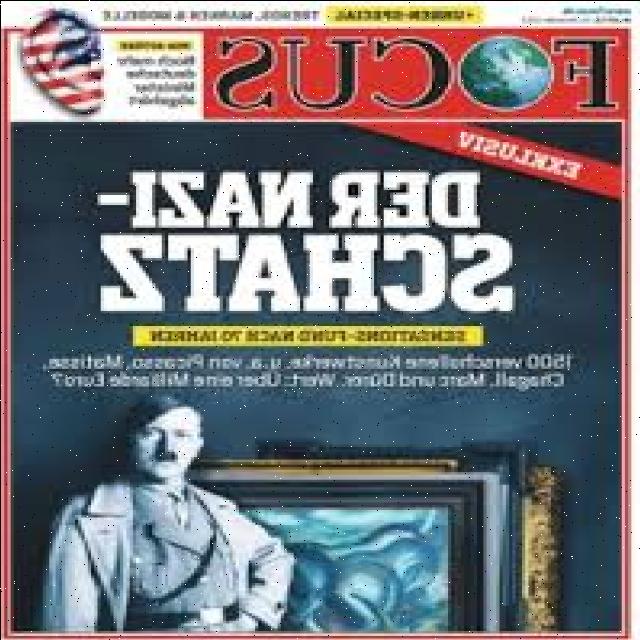 + UHREN-SPECIAL TRENDS, MARKEN & MODELLE
FOCUS
EXKLUSIV
DER NAZI-
SCHATZ
SENSATIONS-FUND NACH 70 JAHREN
1500 verschollene Kunstwerke, u. a. von Picasso, Matisse,
Chagall, Marc und Dürer. Wert: Über eine Milliarde Euro?